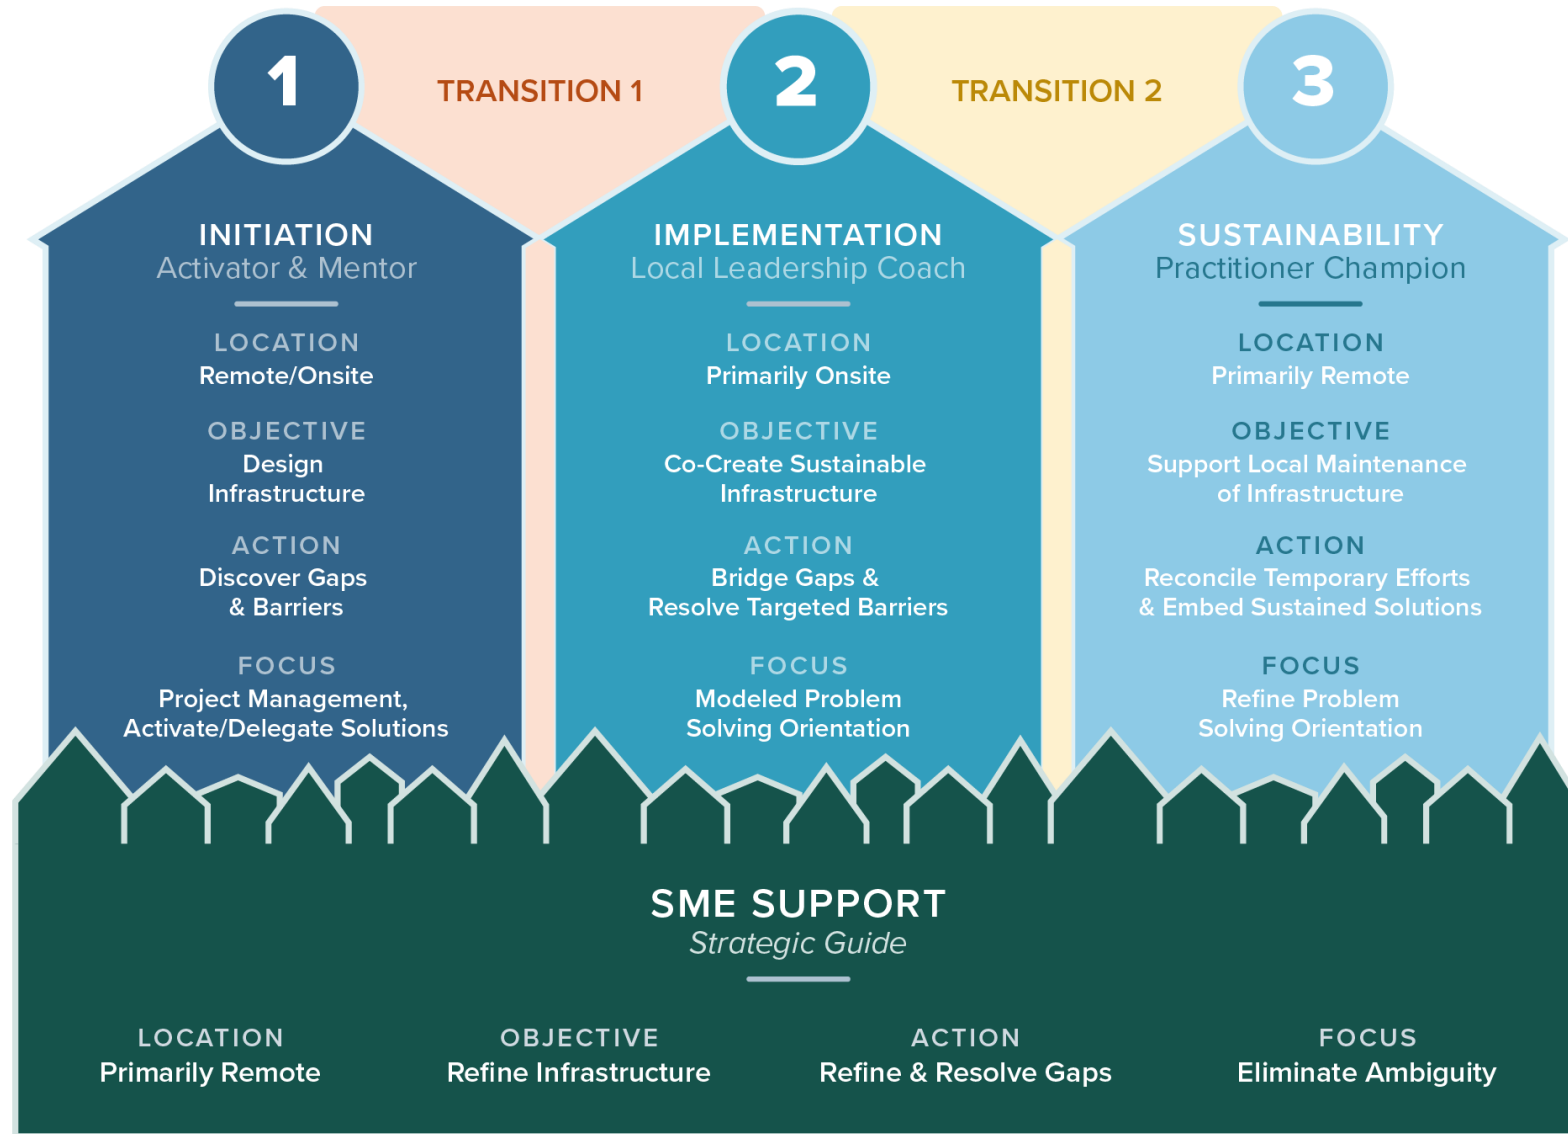 1
TRANSITION 1
2
TRANSITION 2
3
INITIATION
Activator & Mentor
LOCATION
Remote/Onsite
OBJECTIVE
Design
Infrastructure
ACTION
Discover Gaps
& Barriers
FOCUS
Project Management,
Activate/Delegate Solutions
IMPLEMENTATION
Local Leadership Coach
LOCATION
Primarily Onsite
OBJECTIVE
Co-Create Sustainable
Infrastructure
ACTION
Bridge Gaps &
Resolve Targeted Barriers
FOCUS
Modeled Problem
Solving Orientation
SUSTAINABILITY
Practitioner Champion
LOCATION
Primarily Remote
OBJECTIVE
Support Local Maintenance
of Infrastructure
ACTION
Reconcile Temporary Efforts
& Embed Sustained Solutions
FOCUS
Refine Problem
Solving Orientation
SME SUPPORT
Strategic Guide
LOCATION
Primarily Remote
OBJECTIVE
Refine Infrastructure
ACTION
Refine & Resolve Gaps
FOCUS
Eliminate Ambiguity